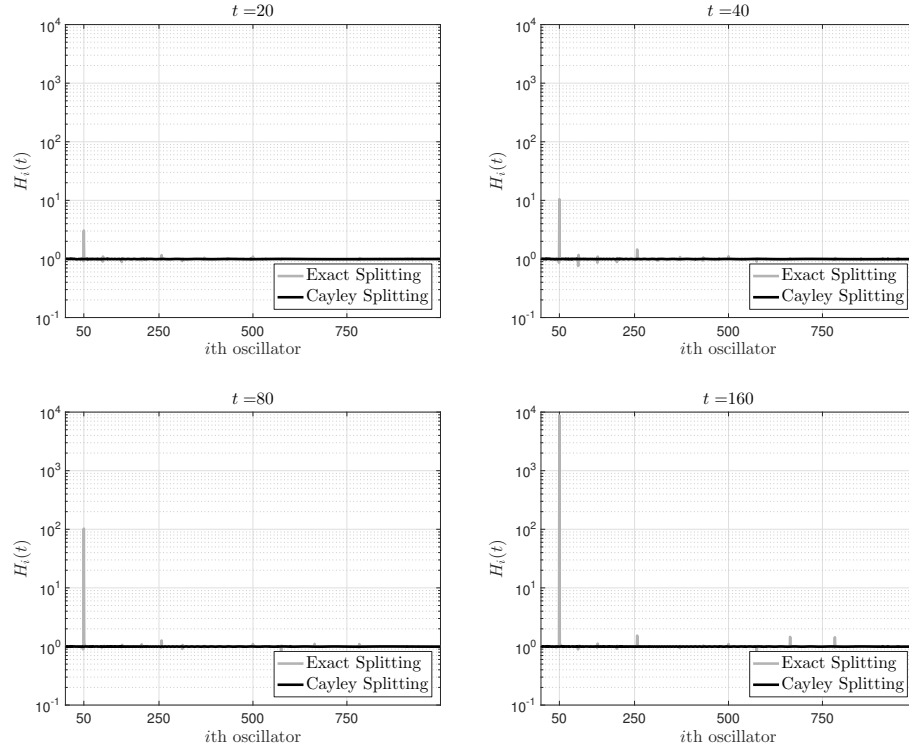 t =20
10^4
10^3
10^2
10^1
10^0
10^-1
H_i(t)
50 250 500 750
ith oscillator
Exact Splitting
Cayley Splitting
t =40
10^4
10^3
10^2
10^1
10^0
10^-1
H_i(t)
50 250 500 750
ith oscillator
Exact Splitting
Cayley Splitting
t =80
10^4
10^3
10^2
10^1
10^0
10^-1
H_i(t)
50 250 500 750
ith oscillator
Exact Splitting
Cayley Splitting
t =160
10^4
10^3
10^2
10^1
10^0
10^-1
H_i(t)
50 250 500 750
ith oscillator
Exact Splitting
Cayley Splitting